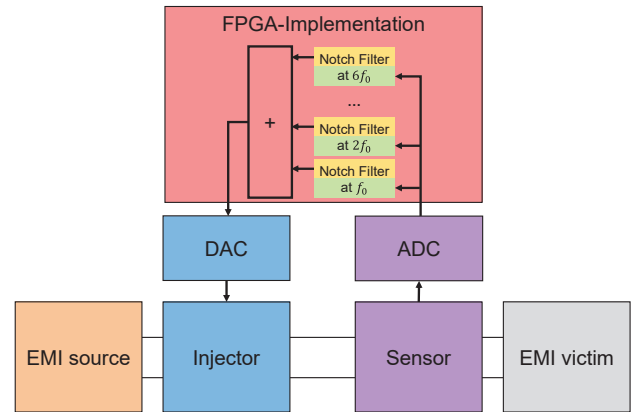 FPGA-Implementation
Notch Filter
at 6f₀
...
Notch Filter
at 2f₀
+
Notch Filter
at f₀
DAC
ADC
EMI source
Injector
Sensor
EMI victim